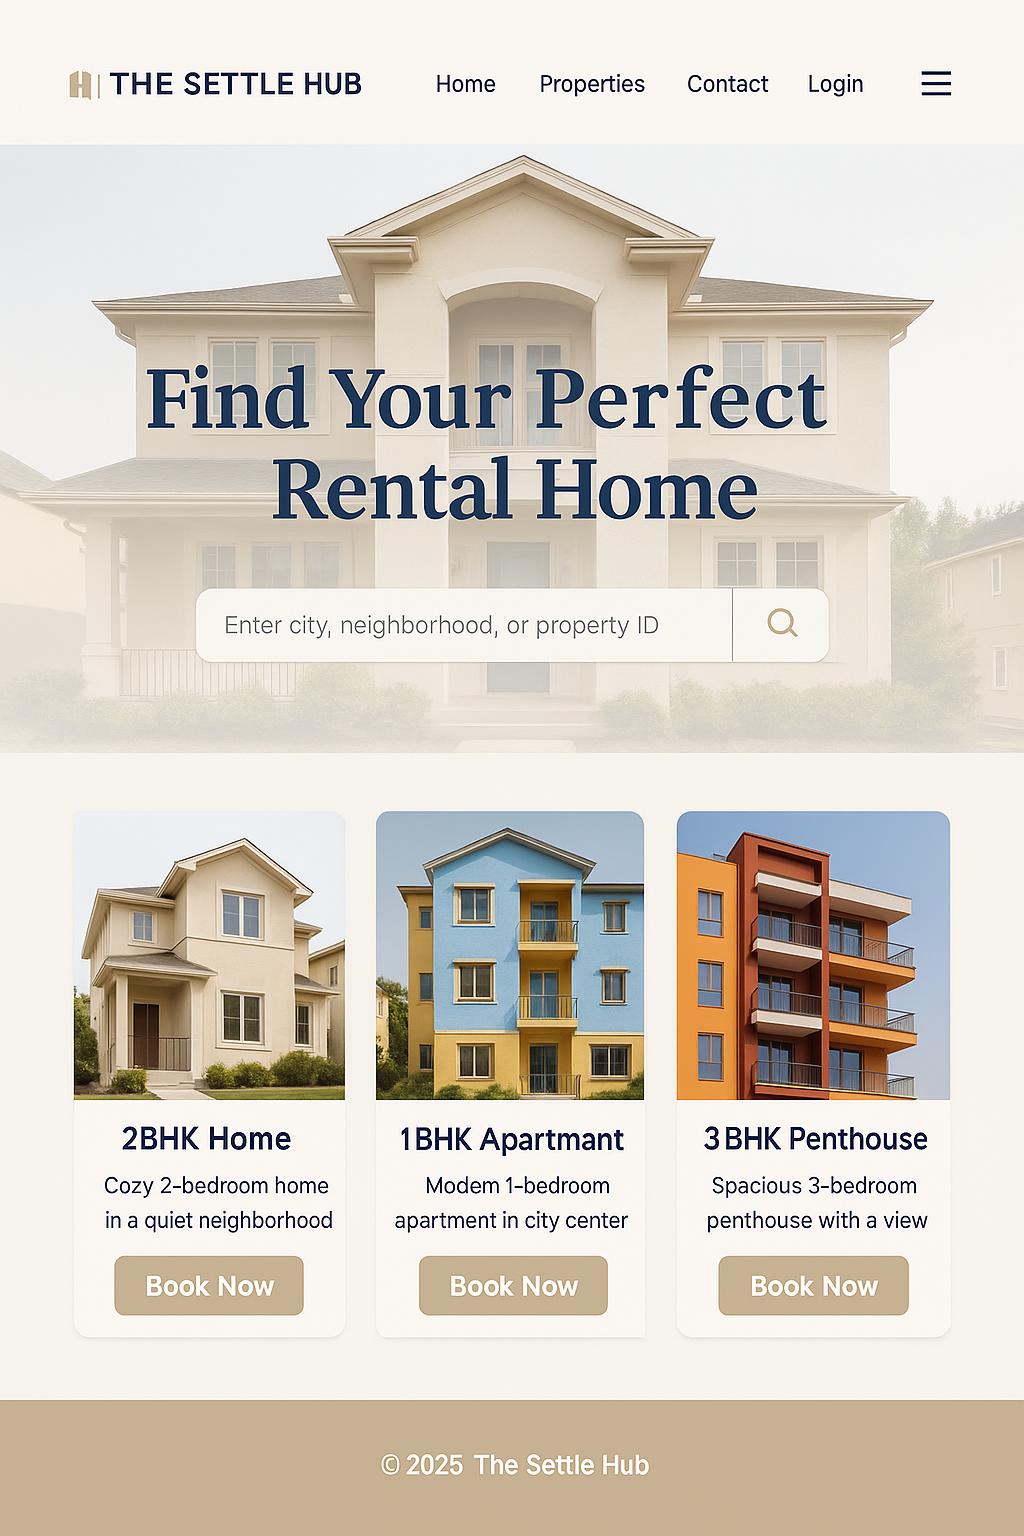 THE SETTLE HUB
Home Properties Contact Login
Find Your Perfect
Rental Home
Enter city, neighborhood, or property ID
2BHK Home
Cozy 2-bedroom home
in a quiet neighborhood
Book Now
1BHK Apartmant
Modem 1-bedroom
apartment in city center
Book Now
3BHK Penthouse
Spacious 3-bedroom
penthouse with a view
Book Now
© 2025 The Settle Hub